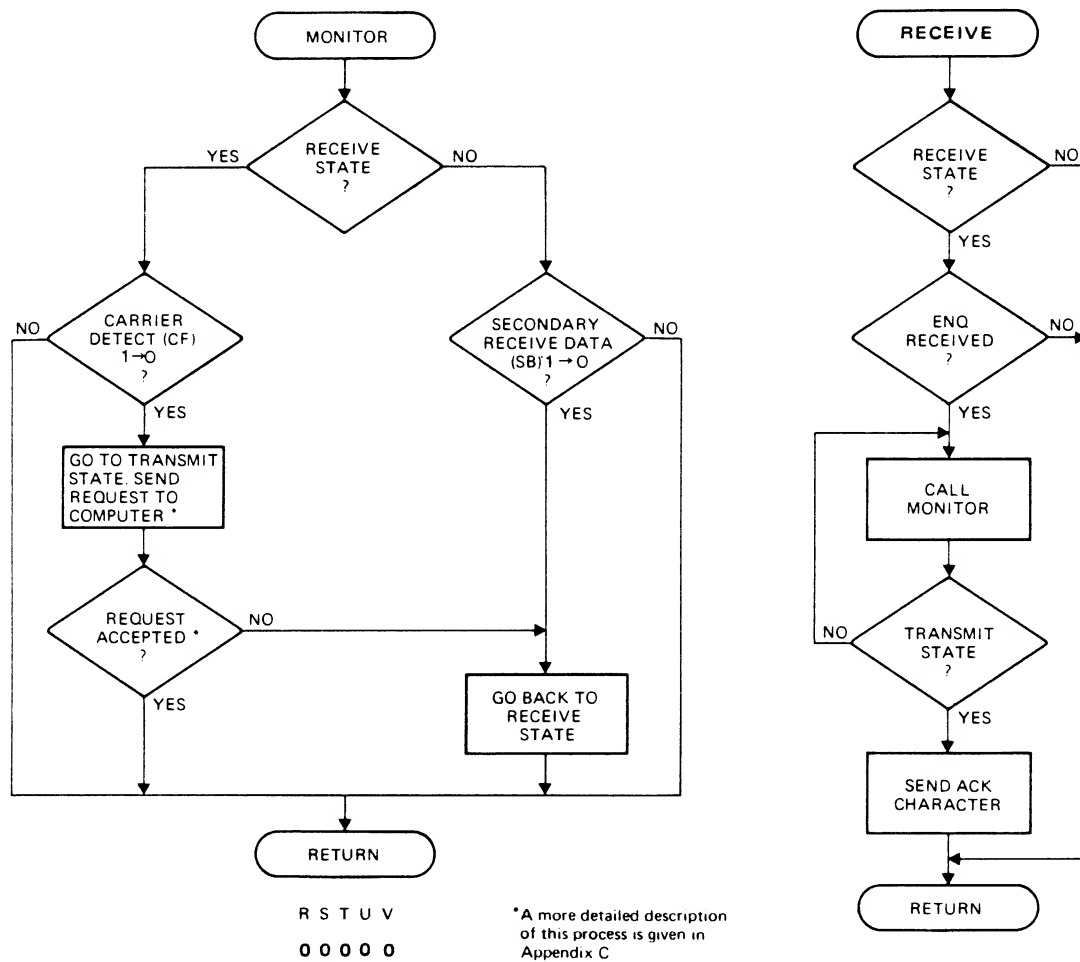 MONITOR
RECEIVE
STATE
?
YES
NO
CARRIER
DETECT (CF)
1→0
?
NO
YES
SECONDARY
RECEIVE DATA
(SB) 1→0
?
NO
YES
GO TO TRANSMIT
STATE. SEND
REQUEST TO
COMPUTER *
REQUEST
ACCEPTED *
?
NO
YES
GO BACK TO
RECEIVE
STATE
RETURN
R S T U V
0 0 0 0 0
*A more detailed description
of this process is given in
Appendix C
RECEIVE
RECEIVE
STATE
?
NO
YES
ENQ
RECEIVED
?
NO
YES
CALL
MONITOR
TRANSMIT
STATE
?
NO
YES
SEND ACK
CHARACTER
RETURN